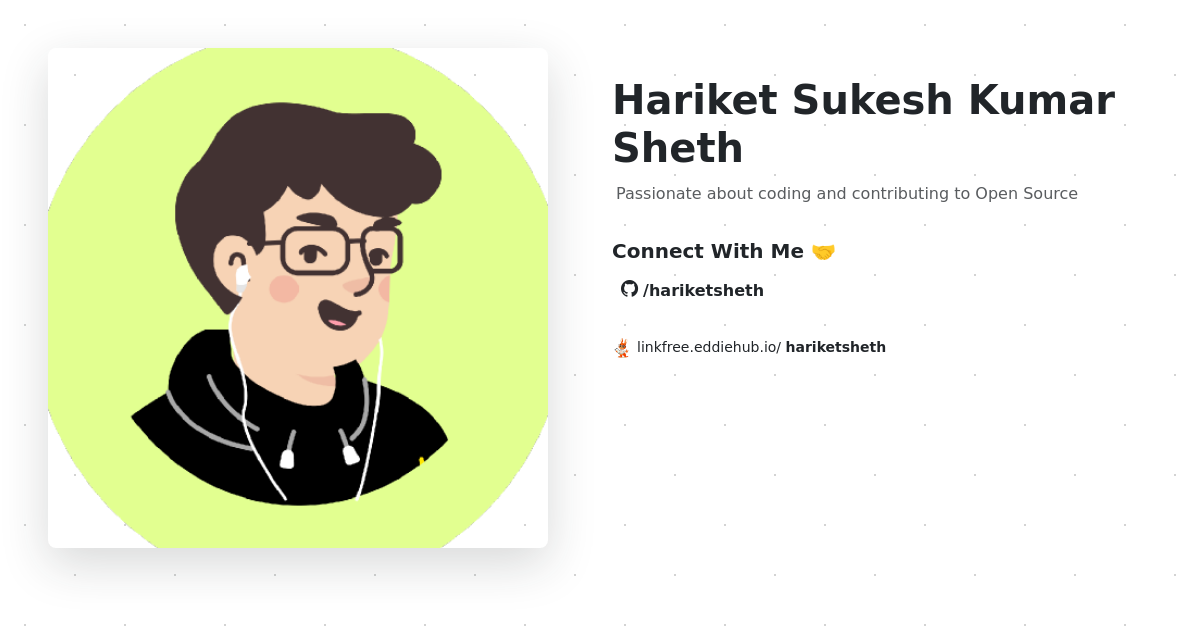 Hariket Sukesh Kumar
Sheth
Passionate about coding and contributing to Open Source
Connect With Me 🤝
/hariketsheth
linkfree.eddiehub.io/ hariketsheth